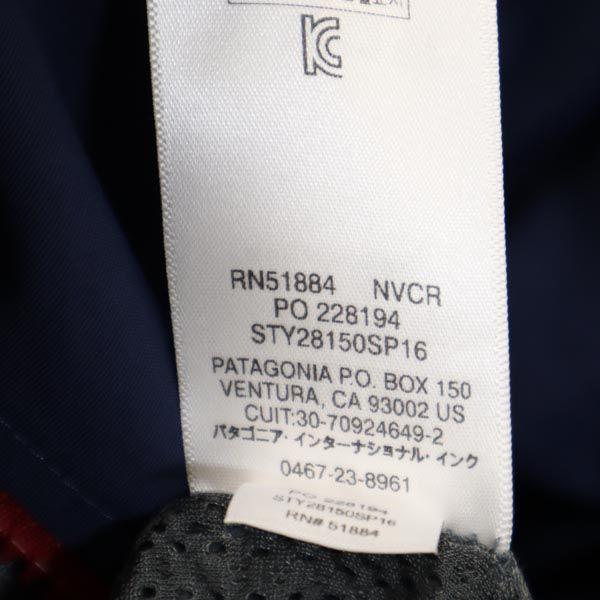 RN51884 NVCR
PO 228194
STY28150SP16
PATAGONIA P.O. BOX 150
VENTURA, CA 93002 US
CUIT:30-70924649-2
パタゴニア・インターナショナル・インク
0467-23-8961
PO 228194
STY28150SP16
RN# 51884